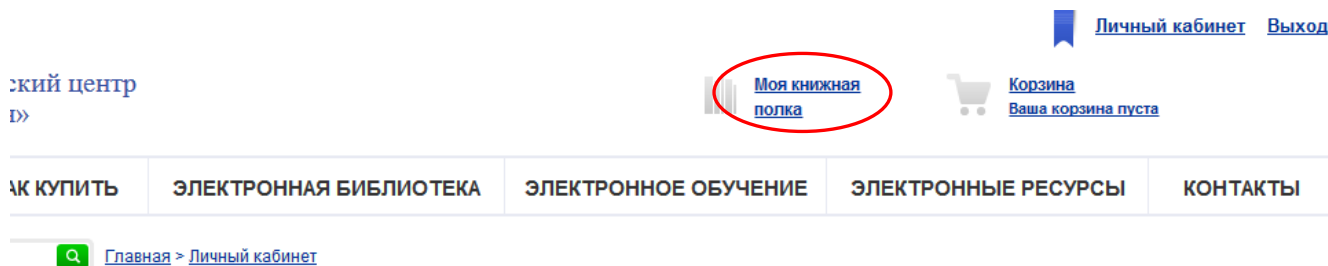 Личный кабинет Выход
ский центр
Моя книжная
Корзина
полка
Ваша корзина пуста
КУПИТЬ ЭЛЕКТРОННАЯ БИБЛИОТЕКА ЭЛЕКТРОННОЕ ОБУЧЕНИЕ ЭЛЕКТРОННЫЕ РЕСУРСЫ КОНТАКТЫ
Главная > Личный кабинет